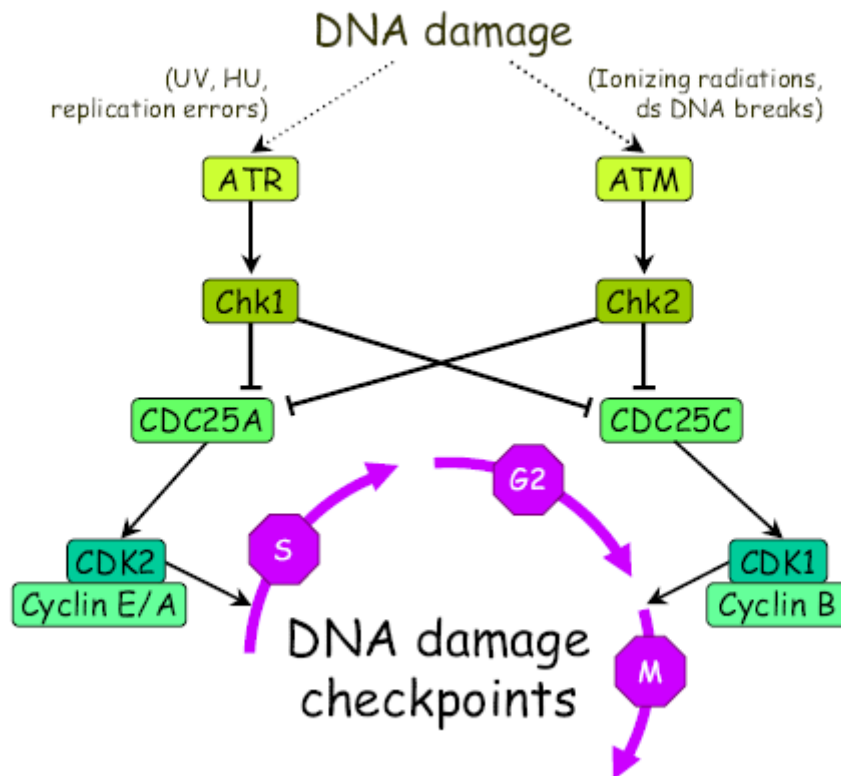 DNA damage
(UV, HU,
replication errors)
(Ionizing radiations,
ds DNA breaks)
ATR
ATM
Chk1
Chk2
CDC25A
CDC25C
G2
S
CDK2
Cyclin E/A
CDK1
Cyclin B
DNA damage
checkpoints
M